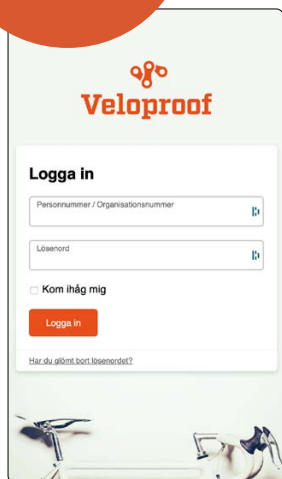 Veloproof
Logga in
Personnummer / Organisationsnummer
Lösenord
Kom ihåg mig
Logga in
Har du glömt bort lösenordet?